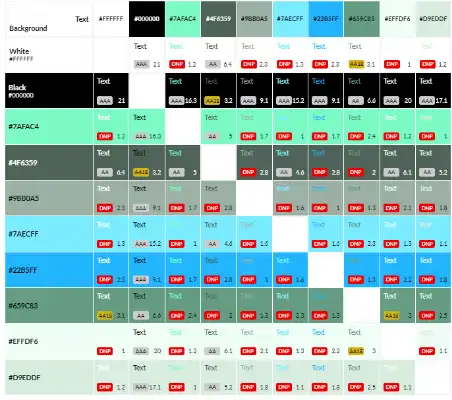 Text #FFFFFF #000000 #7AFAC4 #4F6359 #9BB0A5 #7AECFF #22B5FF #659C83 #EFFDF6 #D9EDDF
Background
White Text Text Text Text Text Text Text Text Text
#FFFFFF
AAA 21 DNP 1.2 AA 6.4 DNP 2.3 DNP 1.3 DNP 2.3 AA18 3.1 DNP 1 DNP 1.2
Black Text Text Text Text Text Text Text Text Text
#000000
AAA 21 AAA 16.3 AA18 3.2 AAA 9.1 AAA 15.2 AAA 9.1 AA 6.6 AAA 20 AAA 17.1
#7AFAC4 Text Text Text Text Text Text Text Text Text
DNP 1.2 AAA 16.3 AA 5 DNP 1.7 DNP 1 DNP 1.7 DNP 2.4 DNP 1.2 DNP 1
#4F6359 Text Text Text Text Text Text Text Text Text
AA 6.4 AA18 3.2 AA 5 DNP 2.8 AA 4.6 DNP 2.8 DNP 2 AA 6.1 AA 5.2
#9BB0A5 Text Text Text Text Text Text Text Text Text
DNP 2.3 AAA 9.1 DNP 1.7 DNP 2.8 DNP 1.6 DNP 1 DNP 1.3 DNP 2.1 DNP 1.8
#7AECFF Text Text Text Text Text Text Text Text Text
DNP 1.3 AAA 15.2 DNP 1 AA 4.6 DNP 1.6 DNP 1.6 DNP 2.3 DNP 1.3 DNP 1.1
#22B5FF Text Text Text Text Text Text Text Text Text
DNP 2.3 AAA 9.1 DNP 1.7 DNP 2.8 DNP 1 DNP 1.6 DNP 1.3 DNP 2.2 DNP 1.8
#659C83 Text Text Text Text Text Text Text Text Text
AA18 3.1 AA 6.6 DNP 2.4 DNP 2 DNP 1.3 DNP 2.3 DNP 1.3 AA18 3 DNP 2.5
#EFFDF6 Text Text Text Text Text Text Text Text Text
DNP 1 AAA 20 DNP 1.2 AA 6.1 DNP 2.1 DNP 1.3 DNP 2.2 AA18 3 DNP 1.1
#D9EDDF Text Text Text Text Text Text Text Text Text
DNP 1.2 AAA 17.1 DNP 1 AA 5.2 DNP 1.8 DNP 1.1 DNP 1.8 DNP 2.5 DNP 1.1